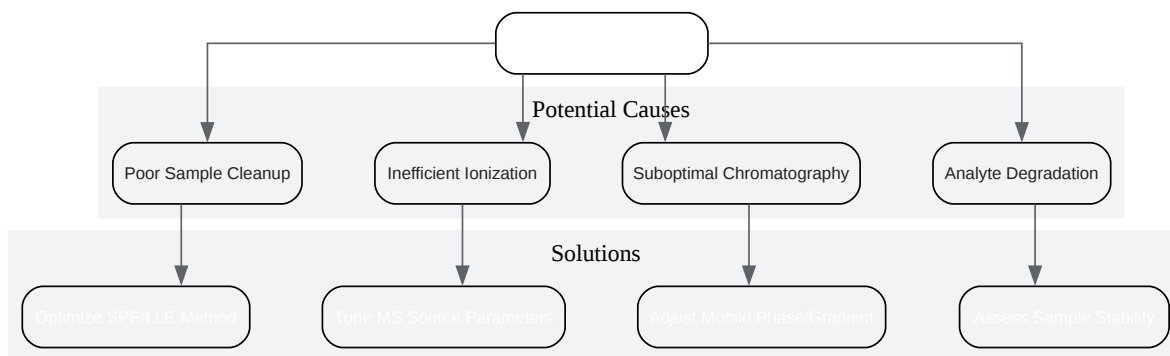 Potential Causes
Poor Sample Cleanup
Inefficient Ionization
Suboptimal Chromatography
Analyte Degradation
Solutions
Optimize SPE/LLE Method
Tune MS Source Parameters
Adjust Mobile Phase/Gradient
Assess Sample Stability